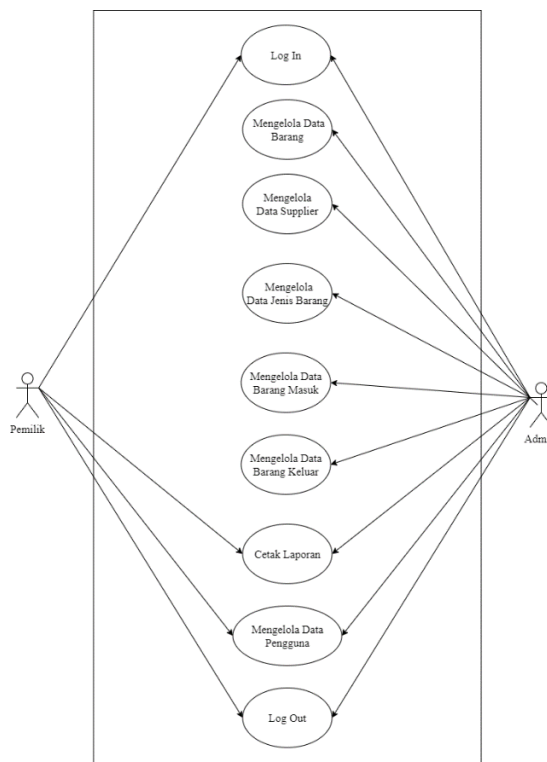 Log In
Mengelola Data
Barang
Mengelola
Data Supplier
Mengelola
Data Jenis Barang
Mengelola Data
Barang Masuk
Pemilik
Mengelola Data
Barang Keluar
Cetak Laporan
Mengelola Data
Pengguna
Log Out